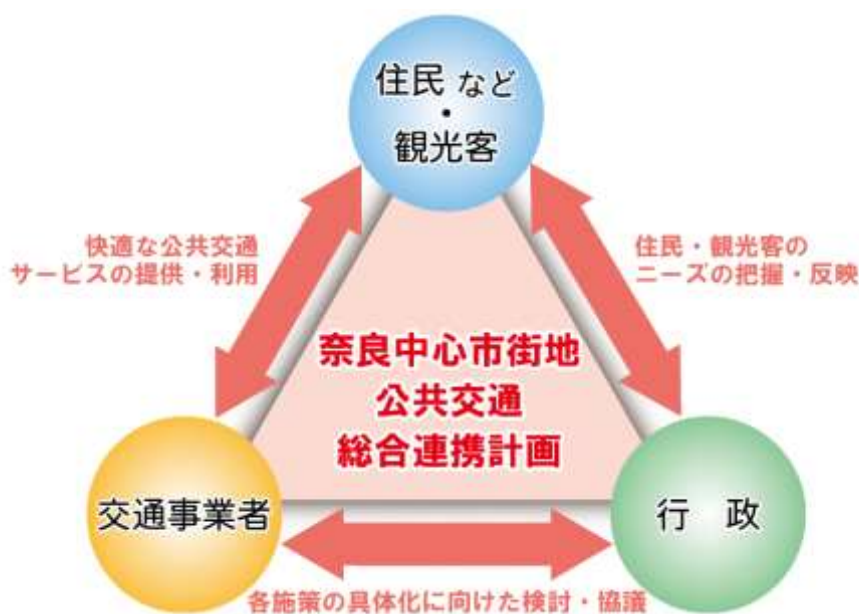 住民 など
・
観光客
快適な公共交通
サービスの提供・利用
住民・観光客の
ニーズの把握・反映
奈良中心市街地
公共交通
総合連携計画
交通事業者
行　政
各施策の具体化に向けた検討・協議